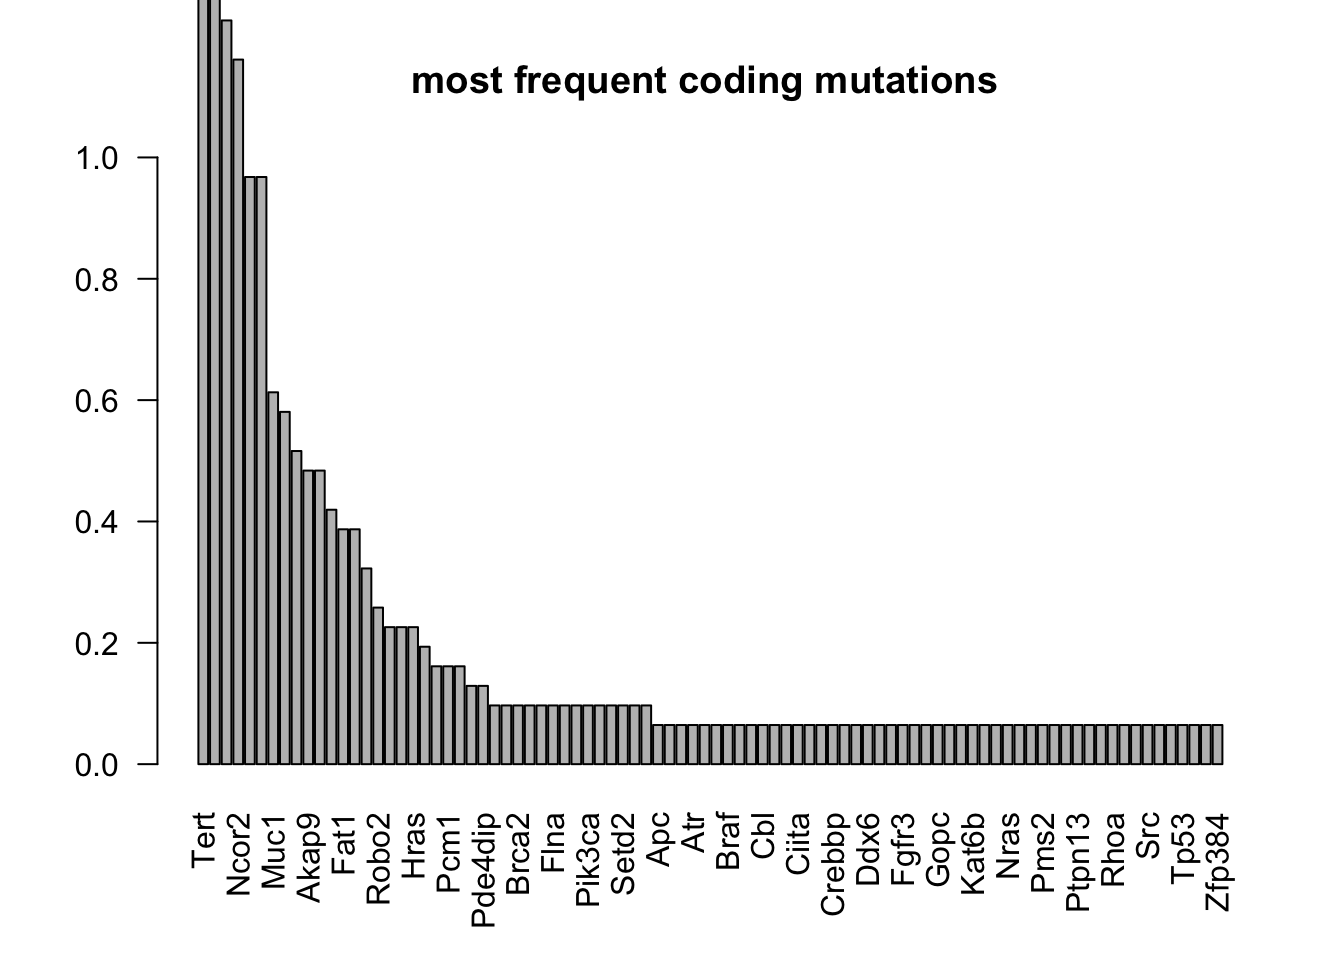 most frequent coding mutations
1.0
0.8
0.6
0.4
0.2
0.0
Tert
Ncor2
Muc1
Akap9
Fat1
Robo2
Hras
Pcm1
Pde4dip
Brca2
Flna
Pik3ca
Setd2
Apc
Atr
Braf
Cbl
Ciita
Crebbp
Ddx6
Fgfr3
Gopc
Kat6b
Nras
Pms2
Ptpn13
Rhoa
Src
Tp53
Zfp384